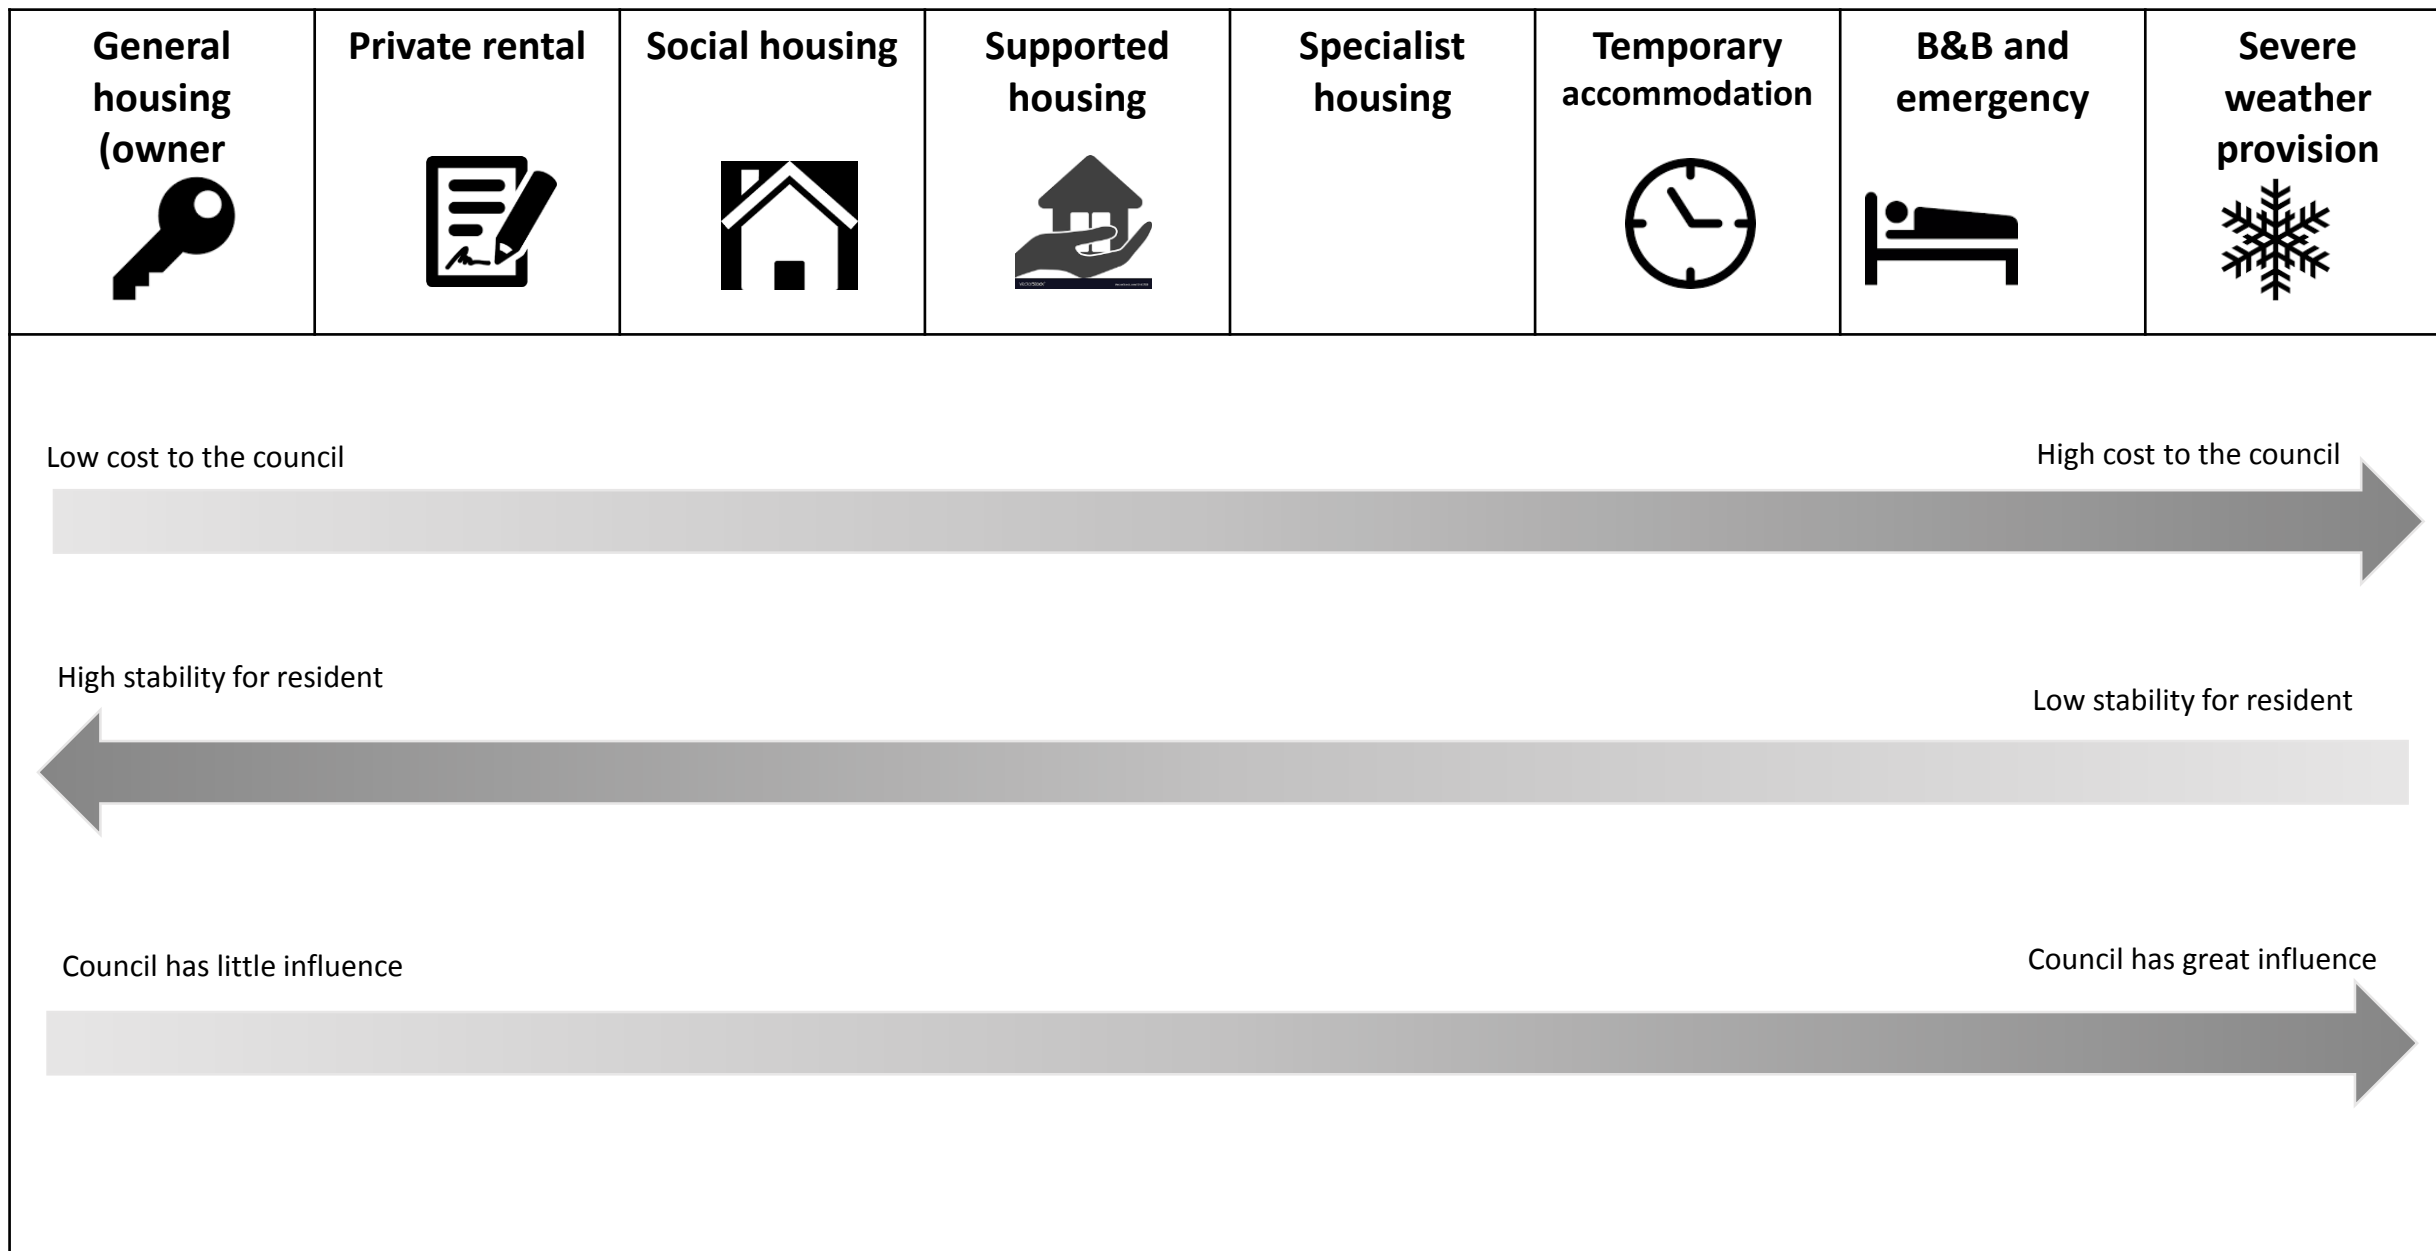 General
housing
(owner
Private rental
Social housing
Supported
housing
Specialist
housing
Temporary
accommodation
B&B and
emergency
Severe
weather
provision
Low cost to the council
High cost to the council
High stability for resident
Low stability for resident
Council has little influence
Council has great influence